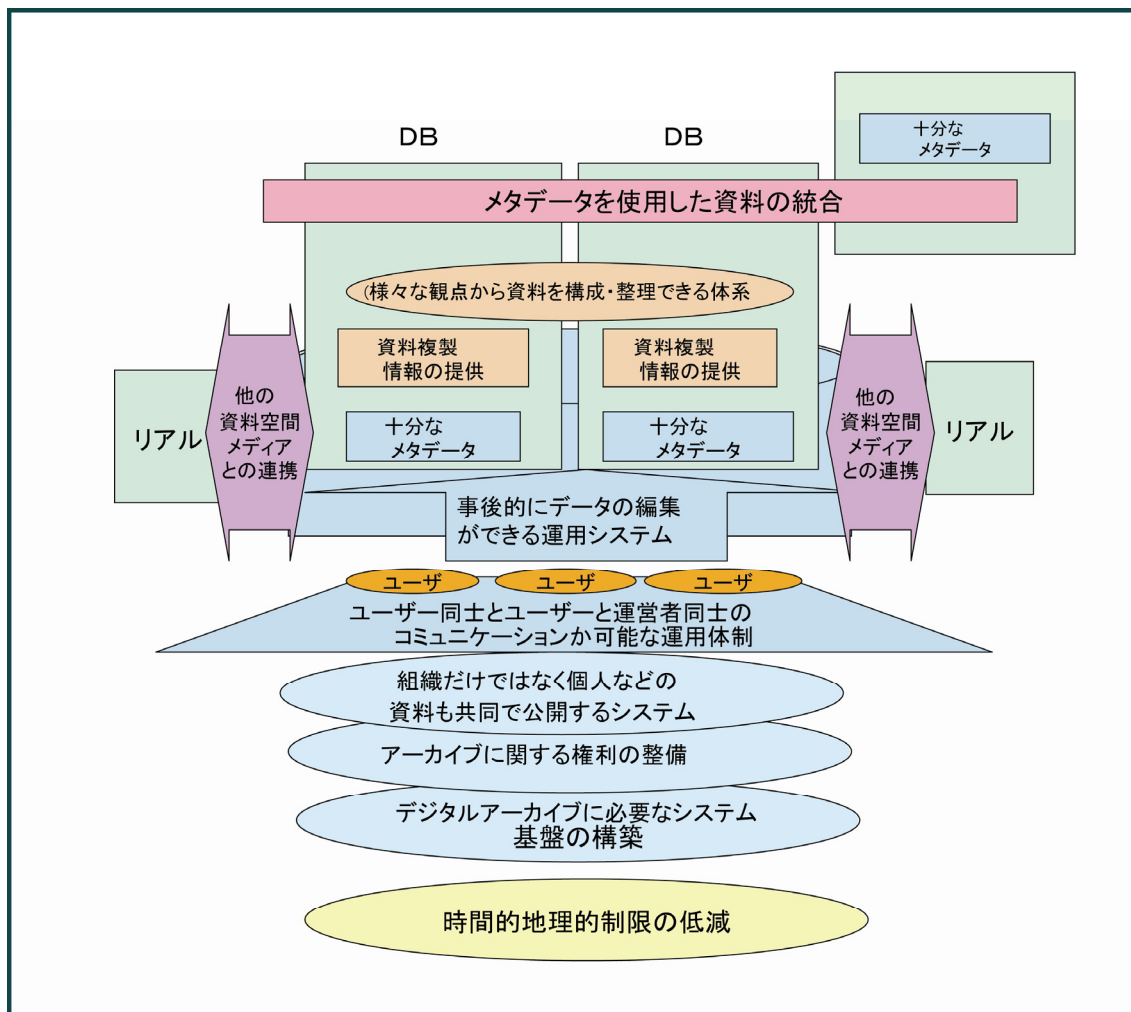 十分な
メタデータ
DB
DB
メタデータを使用した資料の統合
(様々な観点から資料を構成・整理できる体系
資料複製
情報の提供
資料複製
情報の提供
十分な
メタデータ
十分な
メタデータ
リアル
他の
資料空間
メディア
との連携
他の
資料空間
メディア
との連携
リアル
事後的にデータの編集
ができる運用システム
ユーザ
ユーザ
ユーザ
ユーザー同士とユーザーと運営者同士の
コミュニケーションか可能な運用体制
組織だけではなく個人などの
資料も共同で公開するシステム
アーカイブに関する権利の整備
デジタルアーカイブに必要なシステム
基盤の構築
時間的地理的制限の低減